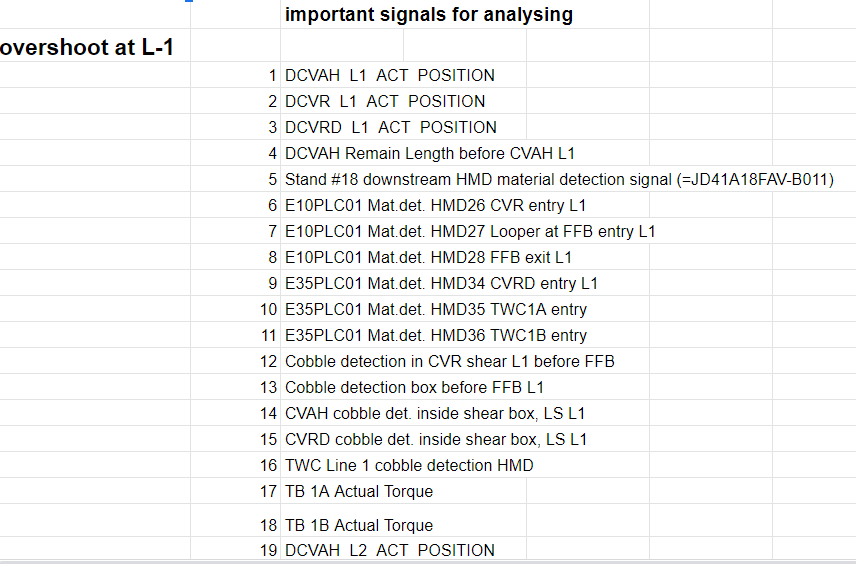 important signals for analysing
overshoot at L-1
1 DCVAH L1 ACT POSITION
2 DCVR L1 ACT POSITION
3 DCVRD L1 ACT POSITION
4 DCVAH Remain Length before CVAH L1
5 Stand #18 downstream HMD material detection signal (=JD41A18FAV-B011)
6 E10PLC01 Mat.det. HMD26 CVR entry L1
7 E10PLC01 Mat.det. HMD27 Looper at FFB entry L1
8 E10PLC01 Mat.det. HMD28 FFB exit L1
9 E35PLC01 Mat.det. HMD34 CVRD entry L1
10 E35PLC01 Mat.det. HMD35 TWC1A entry
11 E35PLC01 Mat.det. HMD36 TWC1B entry
12 Cobble detection in CVR shear L1 before FFB
13 Cobble detection box before FFB L1
14 CVAH cobble det. inside shear box, LS L1
15 CVRD cobble det. inside shear box, LS L1
16 TWC Line 1 cobble detection HMD
17 TB 1A Actual Torque
18 TB 1B Actual Torque
19 DCVAH L2 ACT POSITION